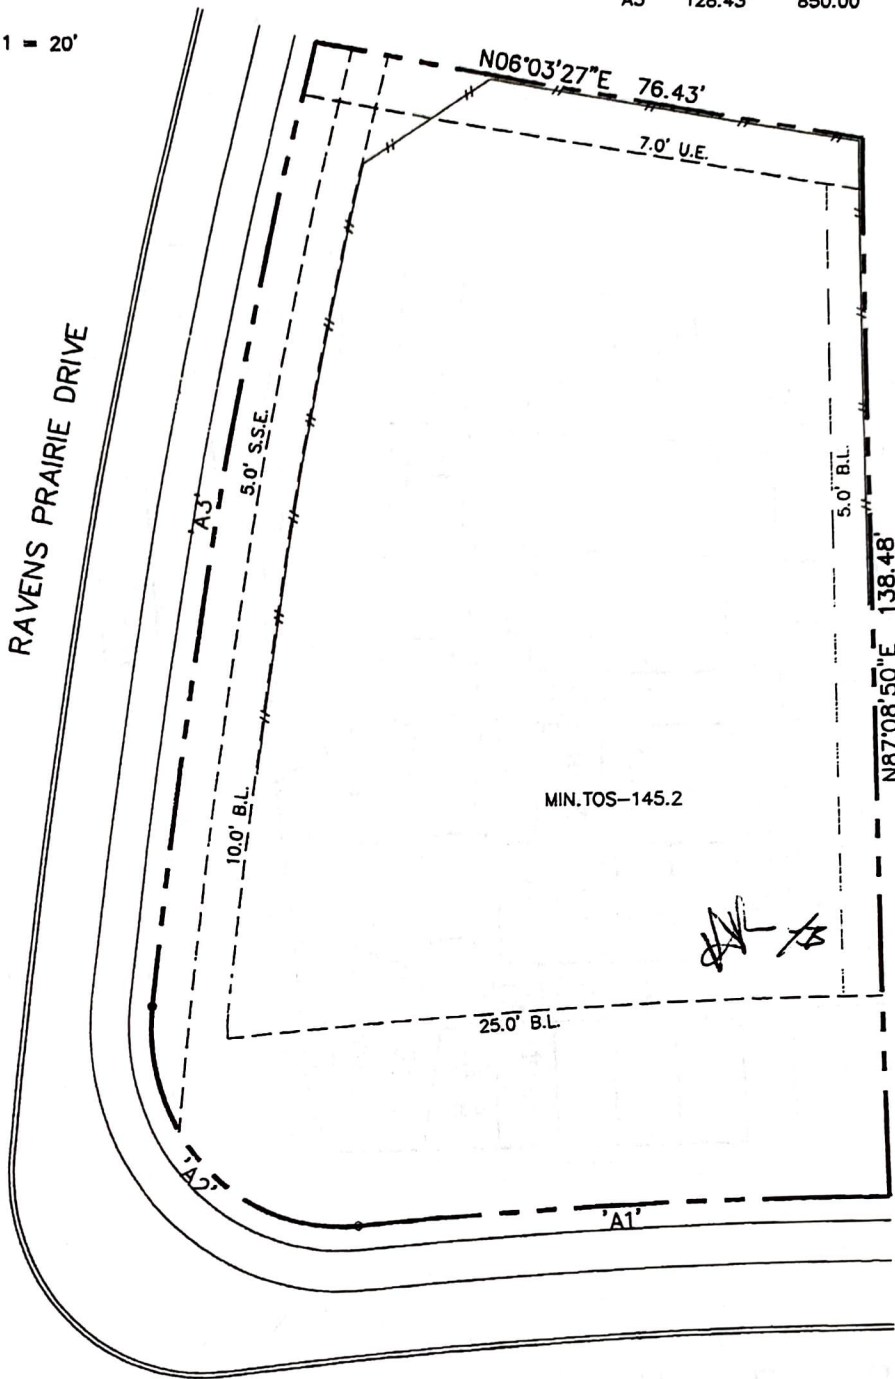 A3 128.43 850.00
1 = 20'
N06°03'27"E 76.43'
7.0' U.E.
RAVENS PRAIRIE DRIVE
5.0' S.S.E.
'A3'
5.0' B.L.
N87°08'50"E 138.48'
10.0' B.L.
MIN.TOS-145.2
25.0' B.L.
'A2'
'A1'